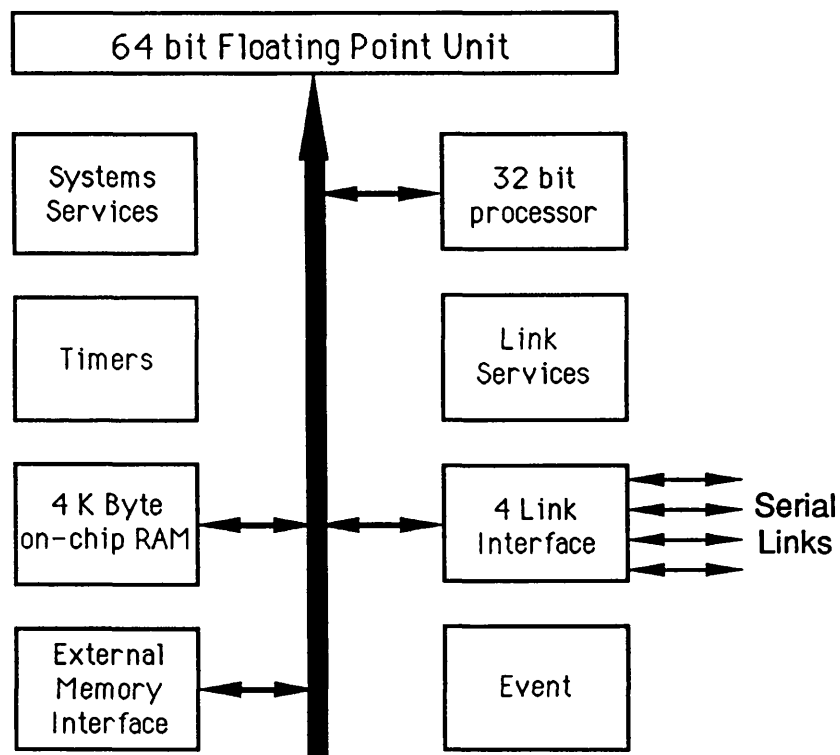 64 bit Floating Point Unit
Systems
Services
32 bit
processor
Timers
Link
Services
4 K Byte
on-chip RAM
4 Link
Interface
Serial
Links
External
Memory
Interface
Event